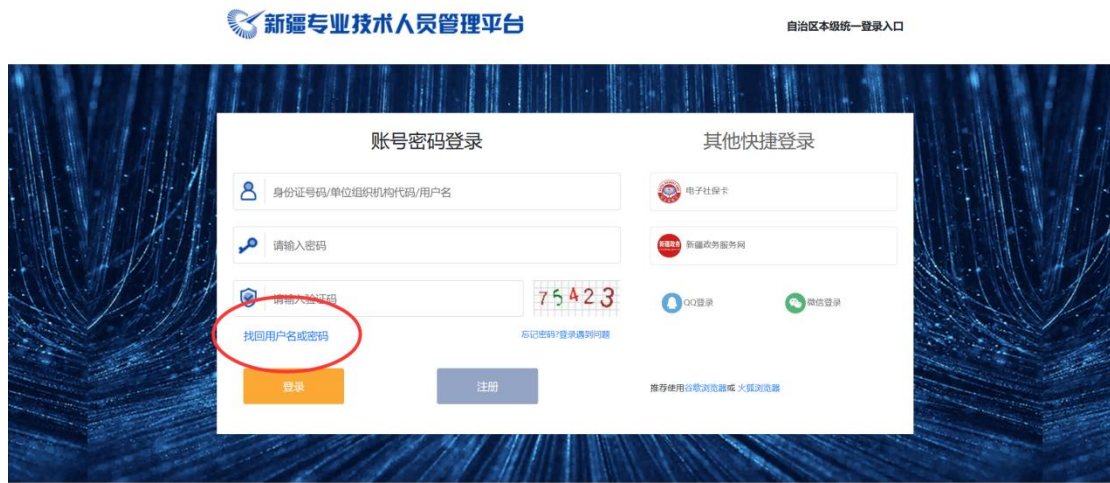 新疆专业技术人员管理平台
自治区本级统一登录入口
账号密码登录
其他快捷登录
身份证号码/单位组织机构代码/用户名
电子社保卡
请输入密码
新疆政务
新疆政务服务网
请输入验证码
75423
QQ登录
微信登录
找回用户名或密码
忘记密码?登录遇到问题
登录
注册
推荐使用谷歌浏览器或 火狐浏览器